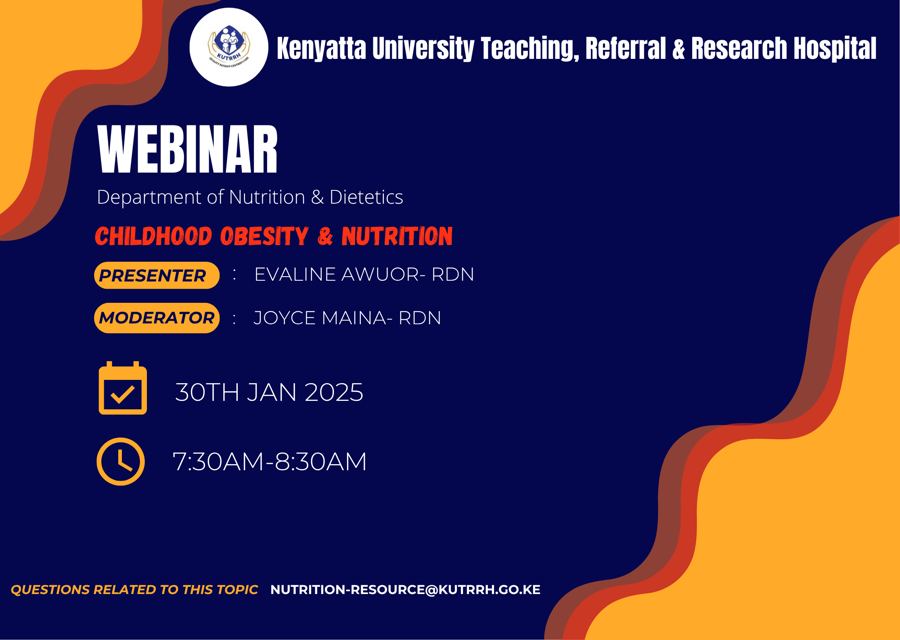 KUTRRH
Kenyatta University Teaching, Referral & Research Hospital
WEBINAR
Department of Nutrition & Dietetics
CHILDHOOD OBESITY & NUTRITION
PRESENTER : EVALINE AWUOR- RDN
MODERATOR : JOYCE MAINA- RDN
30TH JAN 2025
7:30AM-8:30AM
QUESTIONS RELATED TO THIS TOPIC NUTRITION-RESOURCE@KUTRRH.GO.KE